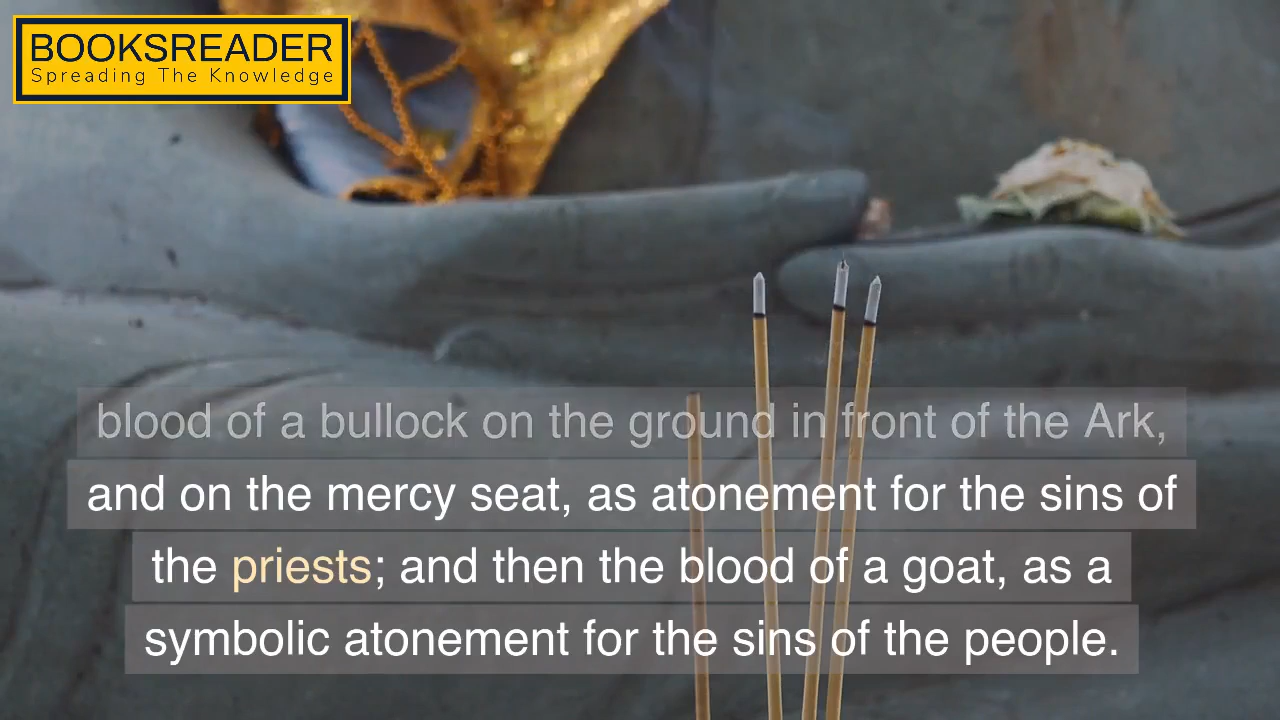 BOOKSREADER
Spreading The Knowledge
blood of a bullock on the ground in front of the Ark,
and on the mercy seat, as atonement for the sins of
the priests; and then the blood of a goat, as a
symbolic atonement for the sins of the people.